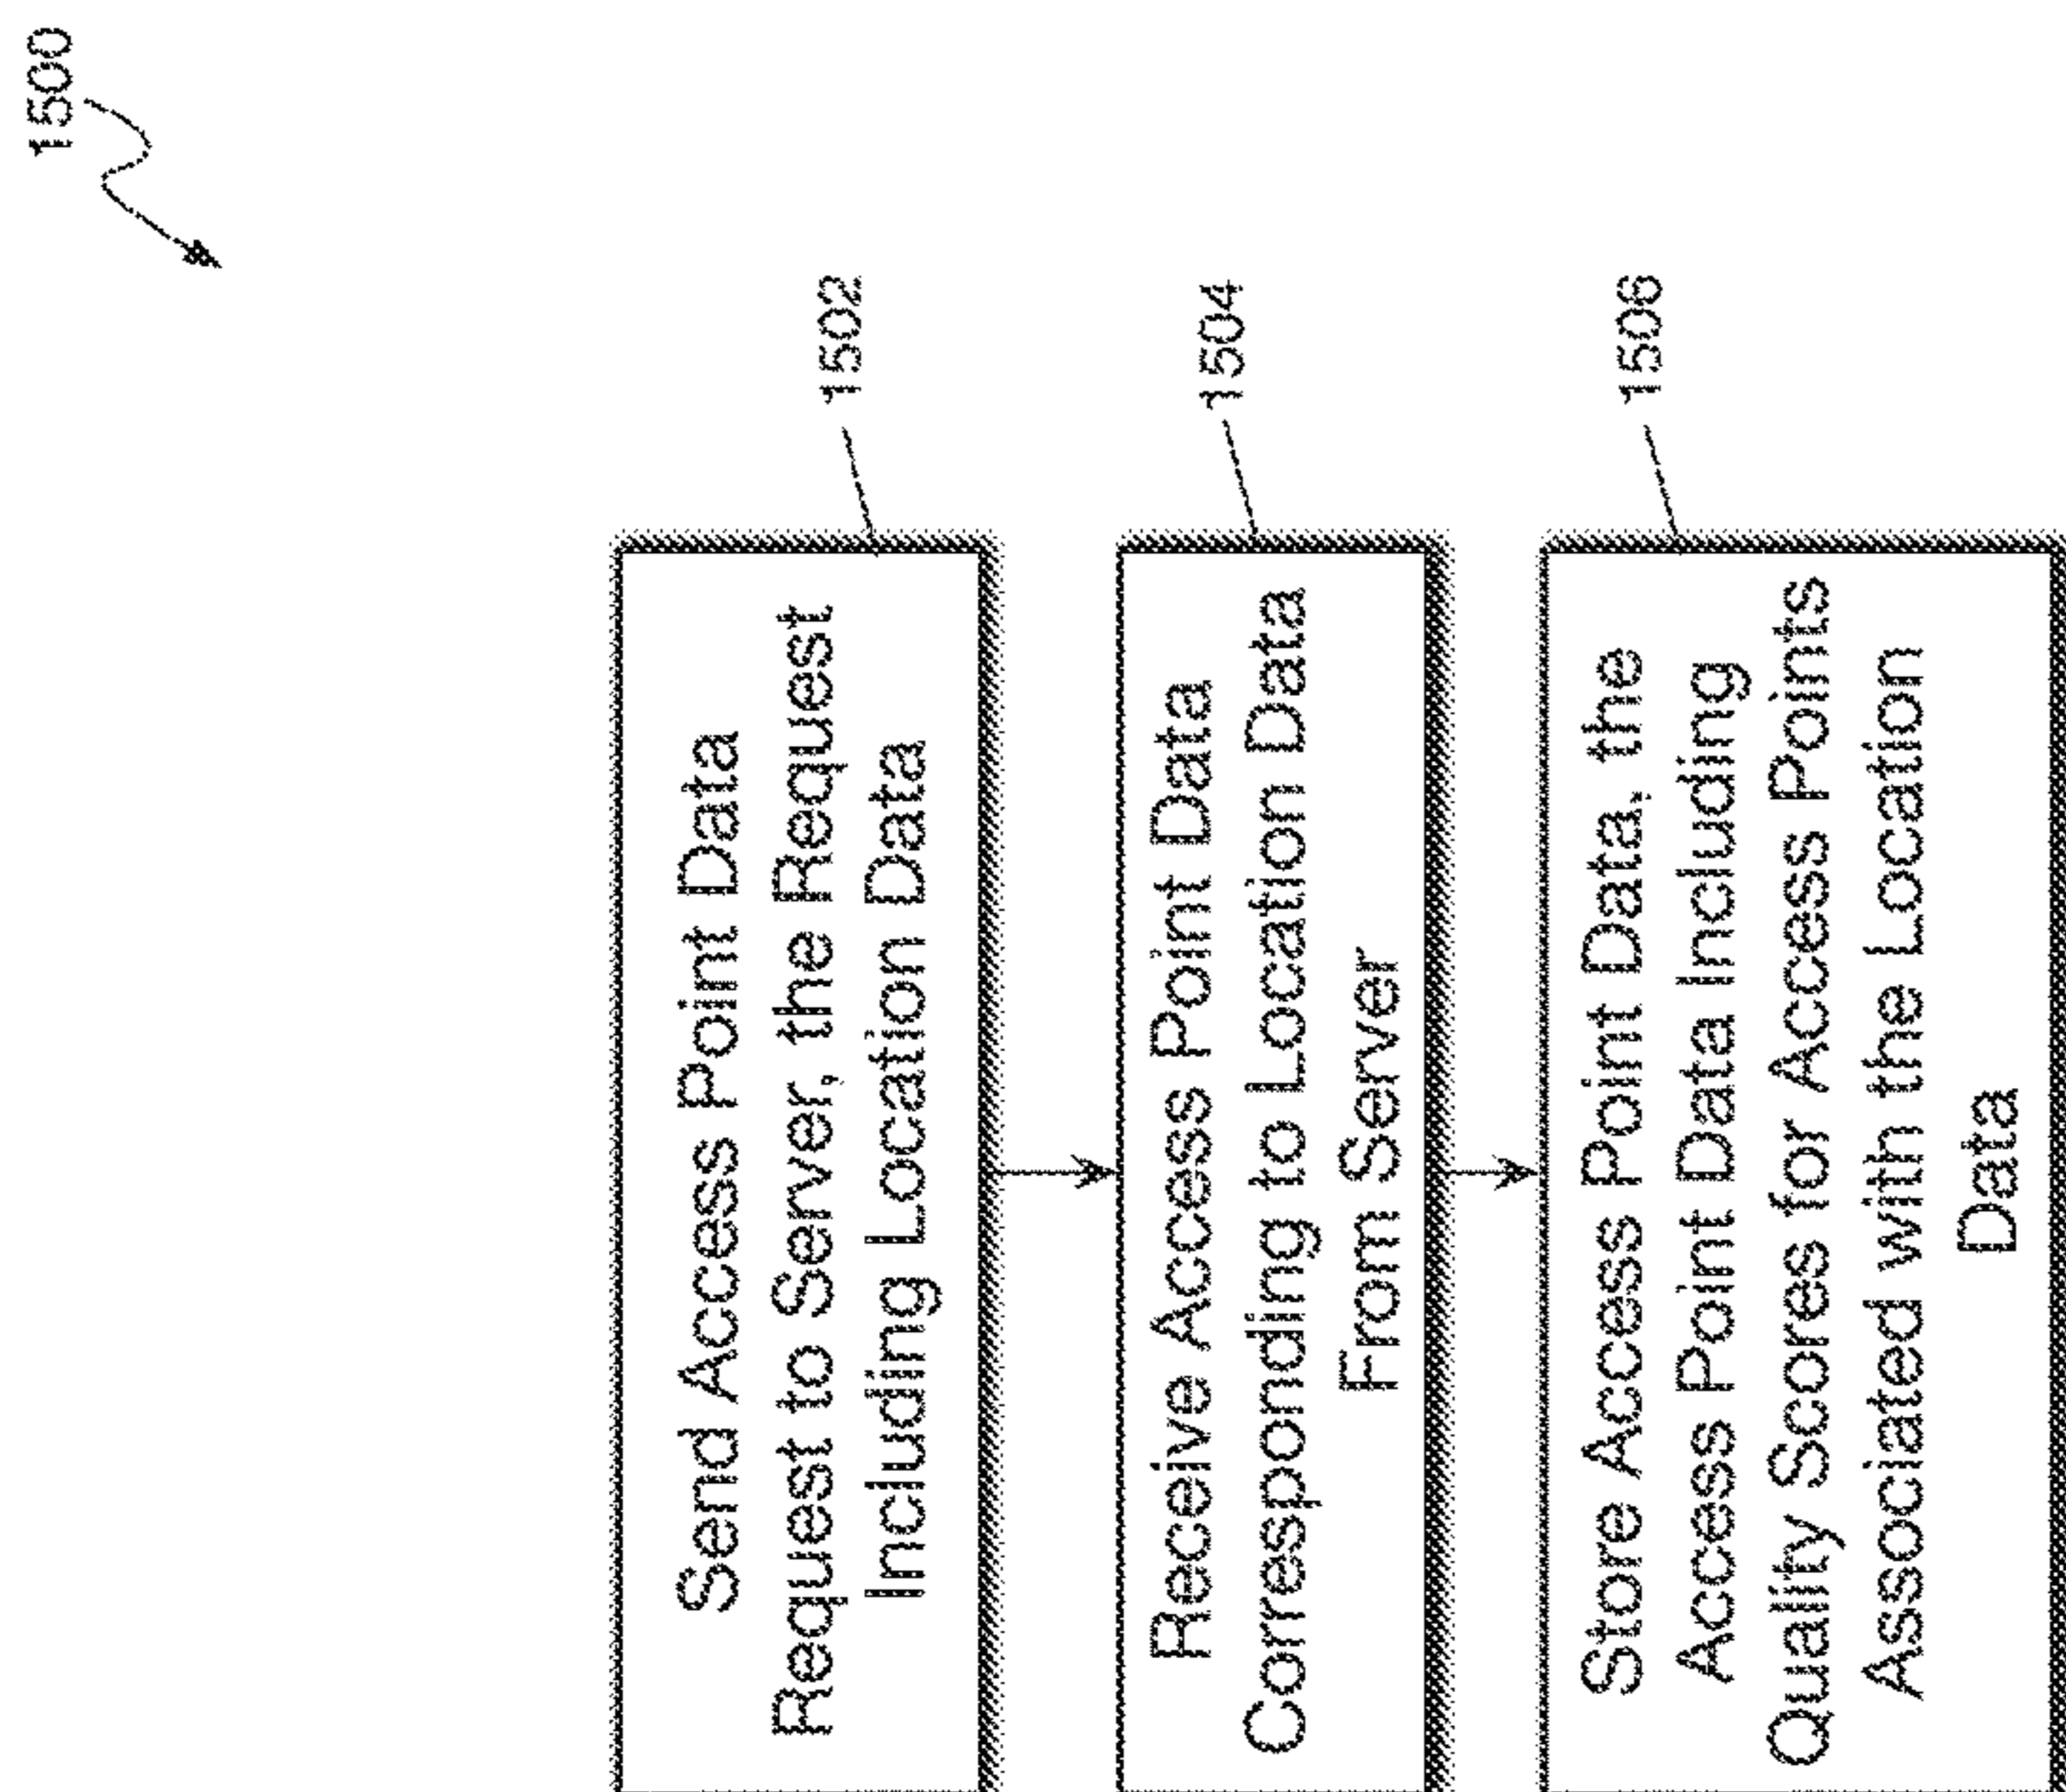 1500
Send Access Point Data
Request to Server, the Request
Including Location Data
1502
Receive Access Point Data
Corresponding to Location Data
From Server
1504
Store Access Point Data, the
Access Point Data Including
Quality Scores for Access Points
Associated with the Location
Data
1506